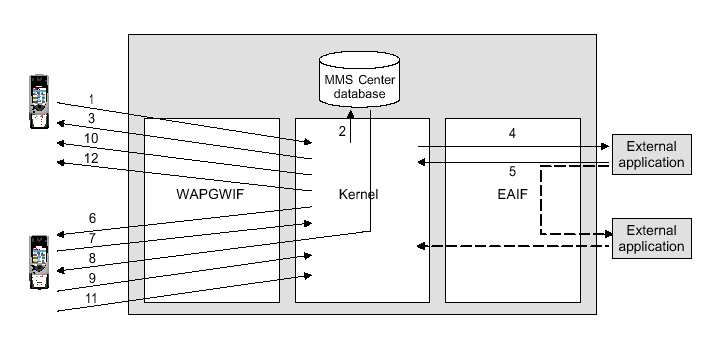 MMS Center
database
1
3
10
12
2
4
5
External
application
WAPGWIF
Kernel
EAIF
6
7
8
9
11
External
application